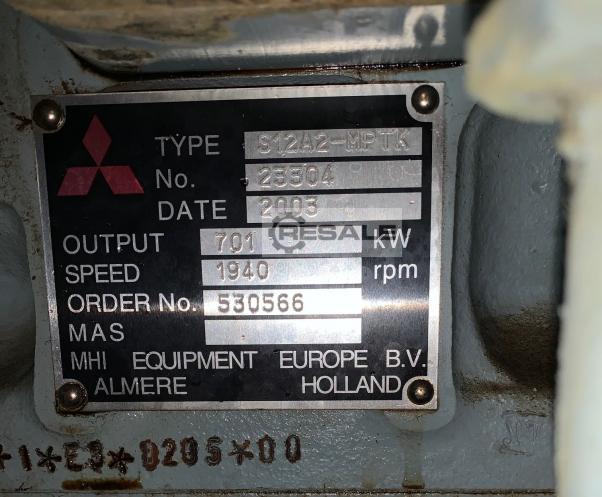 TYPE S12A2-MPTK
No. 23304
DATE 2003
RESALE
OUTPUT 701 kW
SPEED 1940 rpm
ORDER No. 530566
MAS
MHI EQUIPMENT EUROPE B.V.
ALMERE HOLLAND
*1*E3*0205*00